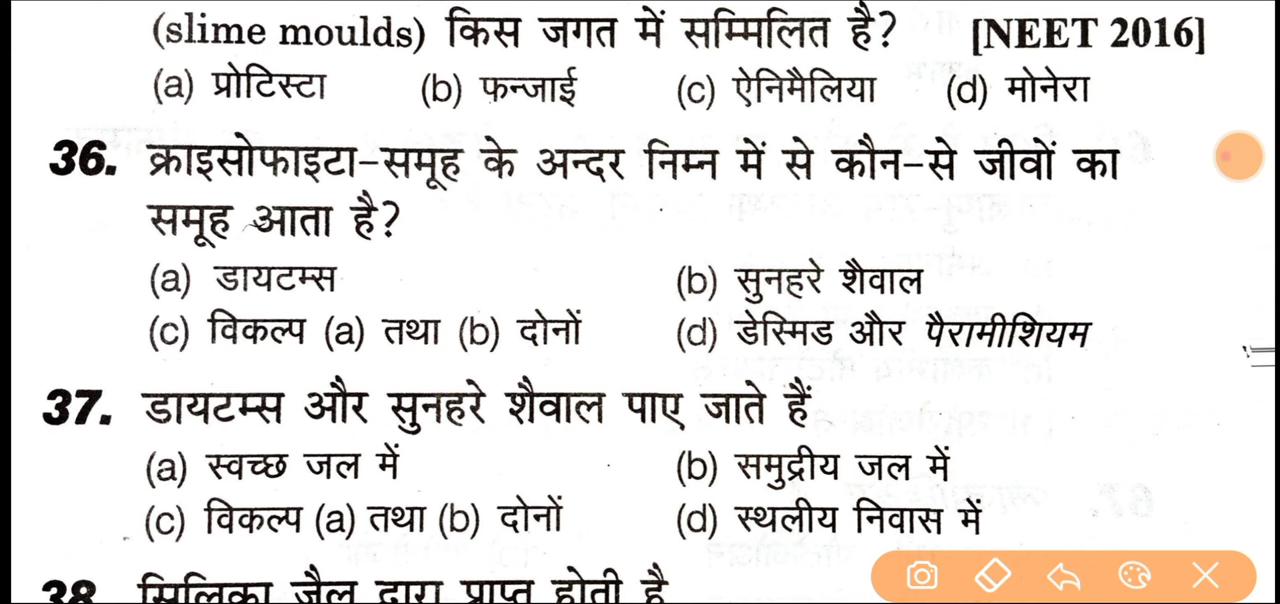 (slime moulds) किस जगत में सम्मिलित है? [NEET 2016]
(a) प्रोटिस्टा (b) फन्जाई (c) ऐनिमैलिया (d) मोनेरा
36. क्राइसोफाइटा-समूह के अन्दर निम्न में से कौन-से जीवों का
समूह आता है?
(a) डायटम्स (b) सुनहरे शैवाल
(c) विकल्प (a) तथा (b) दोनों (d) डेस्मिड और पैरामीशियम
37. डायटम्स और सुनहरे शैवाल पाए जाते हैं
(a) स्वच्छ जल में (b) समुद्रीय जल में
(c) विकल्प (a) तथा (b) दोनों (d) स्थलीय निवास में
38 सिलिका जैल द्वारा प्राप्त होती है